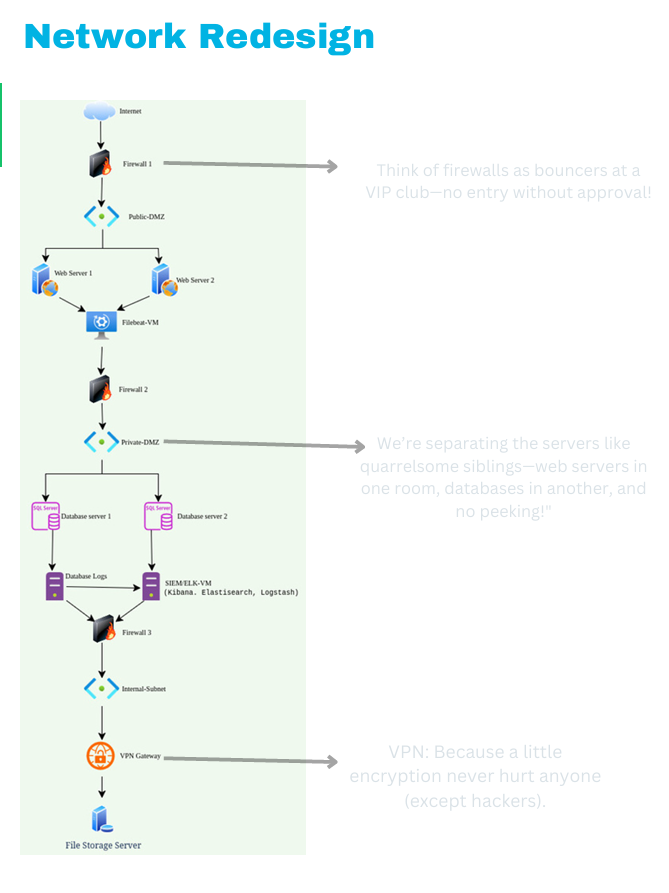 Network Redesign
Internet
Firewall 1
Think of firewalls as bouncers at a
VIP club—no entry without approval!
Public-DMZ
Web Server 1
Web Server 2
Filebeat-VM
Firewall 2
Private-DMZ
We're separating the servers like
quarrelsome siblings—web servers in
one room, databases in another, and
no peeking!"
SQL Server
SQL Server
Database server 1
Database server 2
Database Logs
SIEM/ELK-VM
(Kibana. Elastisearch, Logstash)
Firewall 3
Internal-Subnet
VPN Gateway
VPN: Because a little
encryption never hurt anyone
(except hackers).
File Storage Server